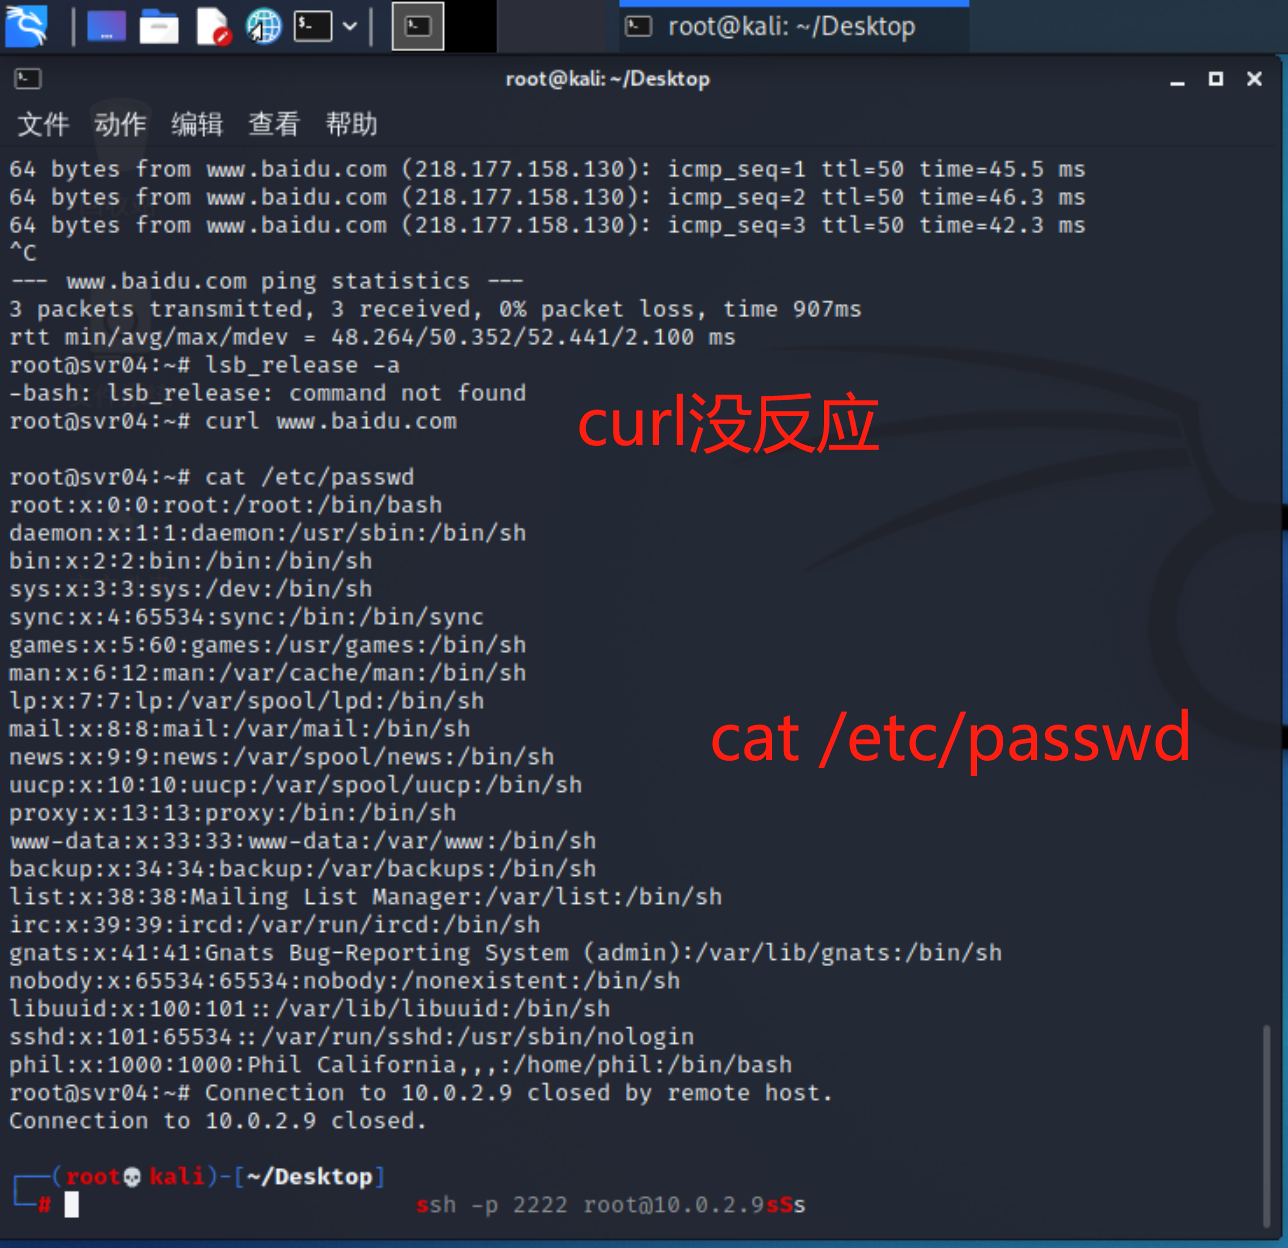 root@kali: ~/Desktop
root@kali: ~/Desktop
文件 动作 编辑 查看 帮助
64 bytes from www.baidu.com (218.177.158.130): icmp_seq=1 ttl=50 time=45.5 ms
64 bytes from www.baidu.com (218.177.158.130): icmp_seq=2 ttl=50 time=46.3 ms
64 bytes from www.baidu.com (218.177.158.130): icmp_seq=3 ttl=50 time=42.3 ms
^C
--- www.baidu.com ping statistics ---
3 packets transmitted, 3 received, 0% packet loss, time 907ms
rtt min/avg/max/mdev = 48.264/50.352/52.441/2.100 ms
root@svr04:~# lsb_release -a
-bash: lsb_release: command not found
root@svr04:~# curl www.baidu.com
curl没反应
root@svr04:~# cat /etc/passwd
root:x:0:0:root:/root:/bin/bash
daemon:x:1:1:daemon:/usr/sbin:/bin/sh
bin:x:2:2:bin:/bin:/bin/sh
sys:x:3:3:sys:/dev:/bin/sh
sync:x:4:65534:sync:/bin:/bin/sync
games:x:5:60:games:/usr/games:/bin/sh
man:x:6:12:man:/var/cache/man:/bin/sh
lp:x:7:7:lp:/var/spool/lpd:/bin/sh
mail:x:8:8:mail:/var/mail:/bin/sh
cat /etc/passwd
news:x:9:9:news:/var/spool/news:/bin/sh
uucp:x:10:10:uucp:/var/spool/uucp:/bin/sh
proxy:x:13:13:proxy:/bin:/bin/sh
www-data:x:33:33:www-data:/var/www:/bin/sh
backup:x:34:34:backup:/var/backups:/bin/sh
list:x:38:38:Mailing List Manager:/var/list:/bin/sh
irc:x:39:39:ircd:/var/run/ircd:/bin/sh
gnats:x:41:41:Gnats Bug-Reporting System (admin):/var/lib/gnats:/bin/sh
nobody:x:65534:65534:nobody:/nonexistent:/bin/sh
libuuid:x:100:101::/var/lib/libuuid:/bin/sh
sshd:x:101:65534::/var/run/sshd:/usr/sbin/nologin
phil:x:1000:1000:Phil California,,,:/home/phil:/bin/bash
root@svr04:~# Connection to 10.0.2.9 closed by remote host.
Connection to 10.0.2.9 closed.
┌──(root💀kali)-[~/Desktop]
└─# ssh -p 2222 root@10.0.2.9sSs